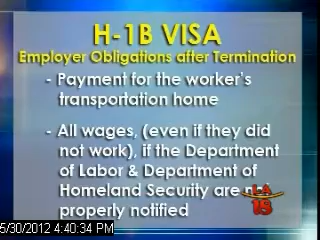 H-1B VISA
Employer Obligations after Termination
- Payment for the worker's
transportation home
- All wages, (even if they did
not work), if the Department
of Labor & Department of
Homeland Security are
properly notified
LA
18
5/30/2012 4:40:34 PM